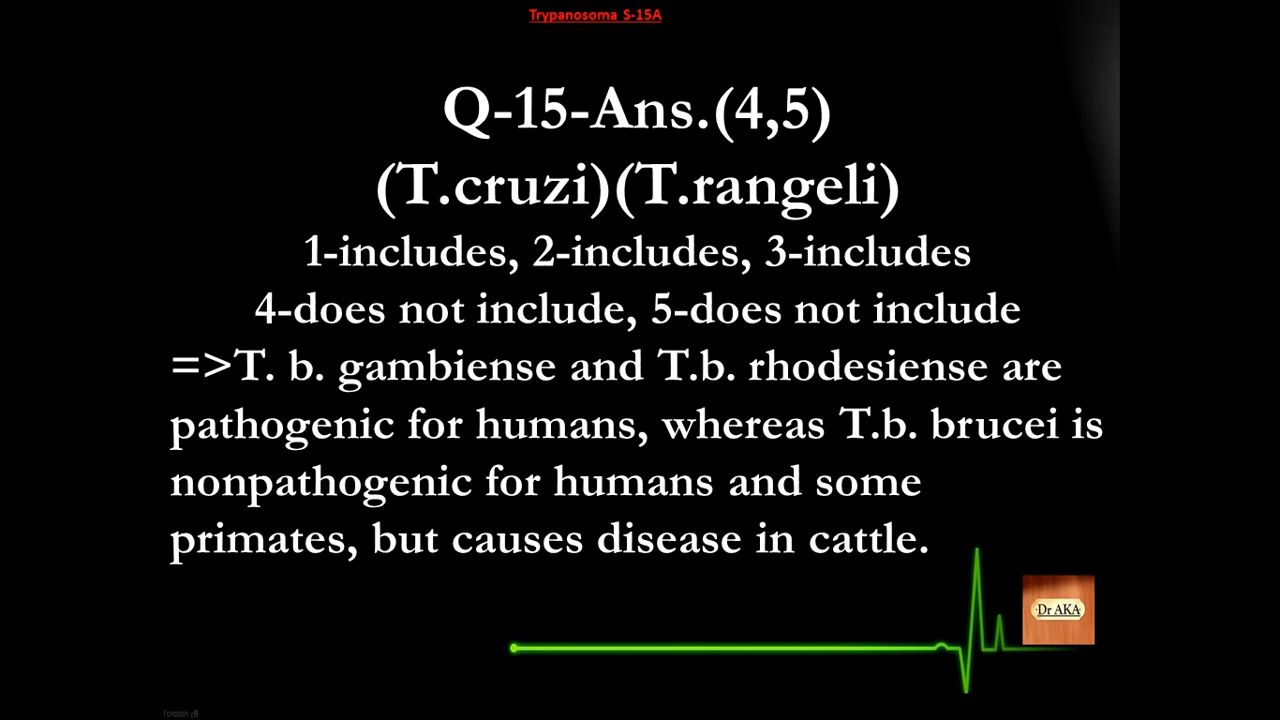 Trypanosoma S-15A
Q-15-Ans.(4,5)
(T.cruzi)(T.rangeli)
1-includes, 2-includes, 3-includes
4-does not include, 5-does not include
=>T. b. gambiense and T.b. rhodesiense are
pathogenic for humans, whereas T.b. brucei is
nonpathogenic for humans and some
primates, but causes disease in cattle.
Dr AKA